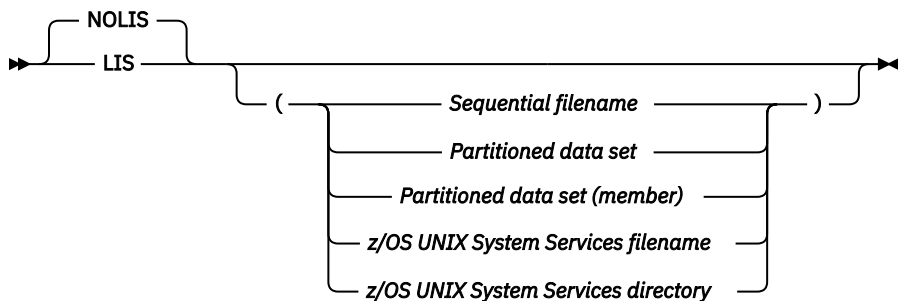 NOLIS
LIS
( Sequential filename )
Partitioned data set
Partitioned data set (member)
z/OS UNIX System Services filename
z/OS UNIX System Services directory